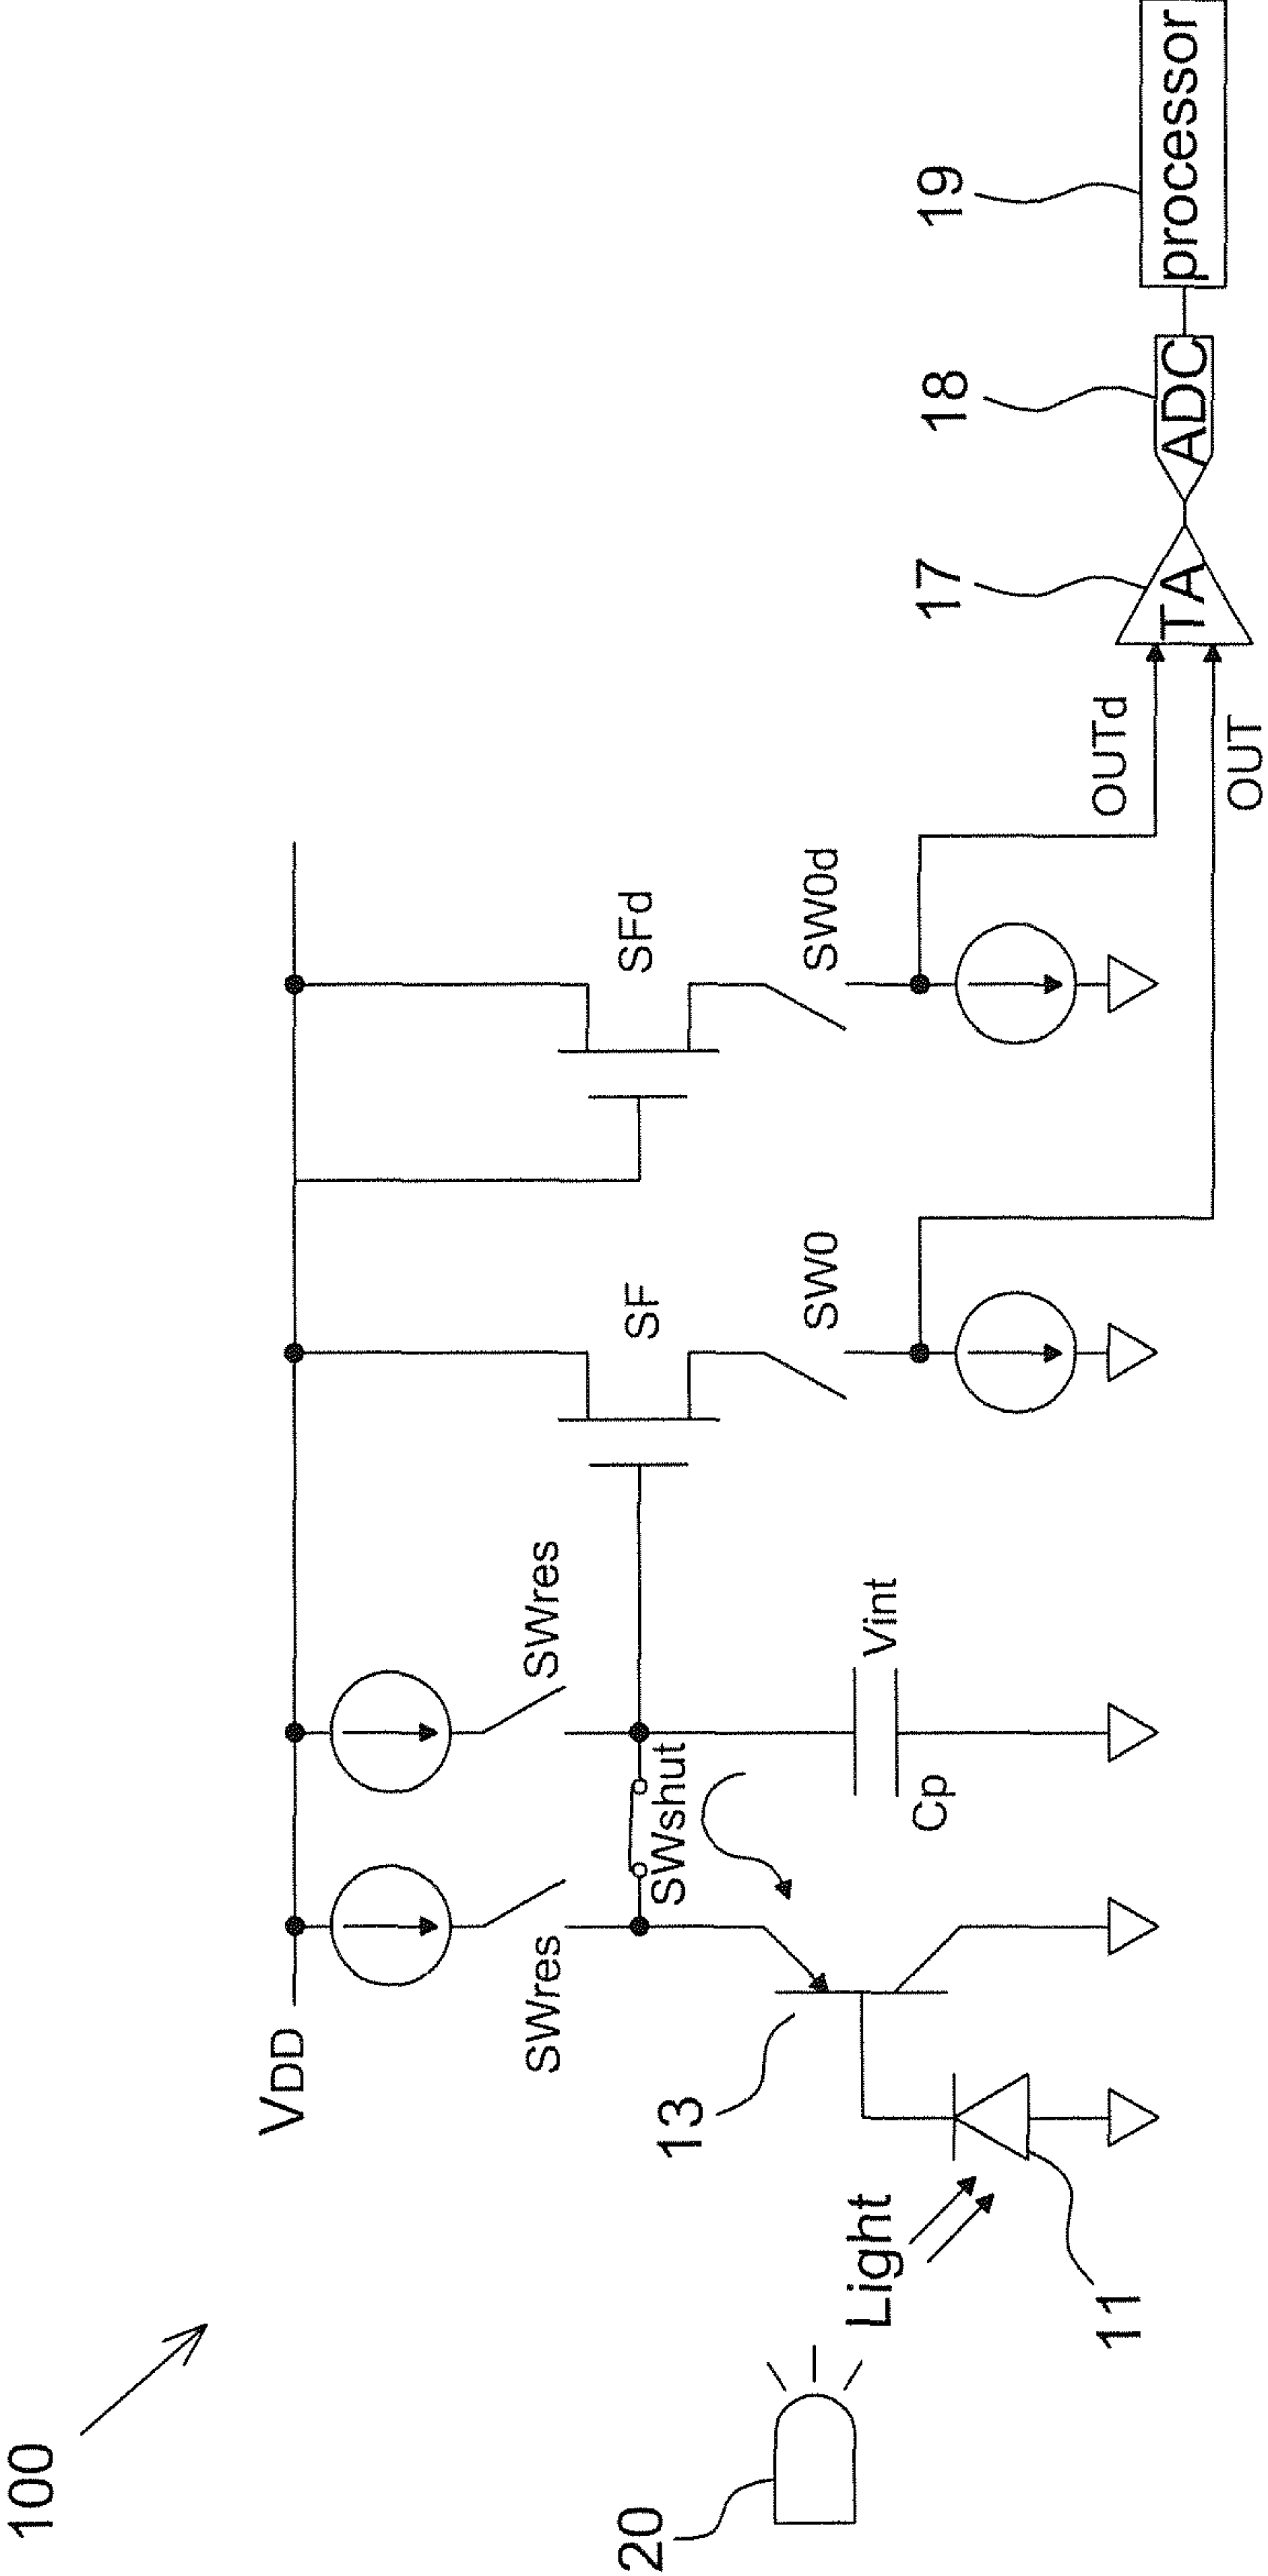 100
VDD
SWres
SWres
SWshut
SF
SFd
13
Vint
Cp
SW0
SW0d
20
Light
11
OUTd
OUT
17
TA
18
ADC
19
processor